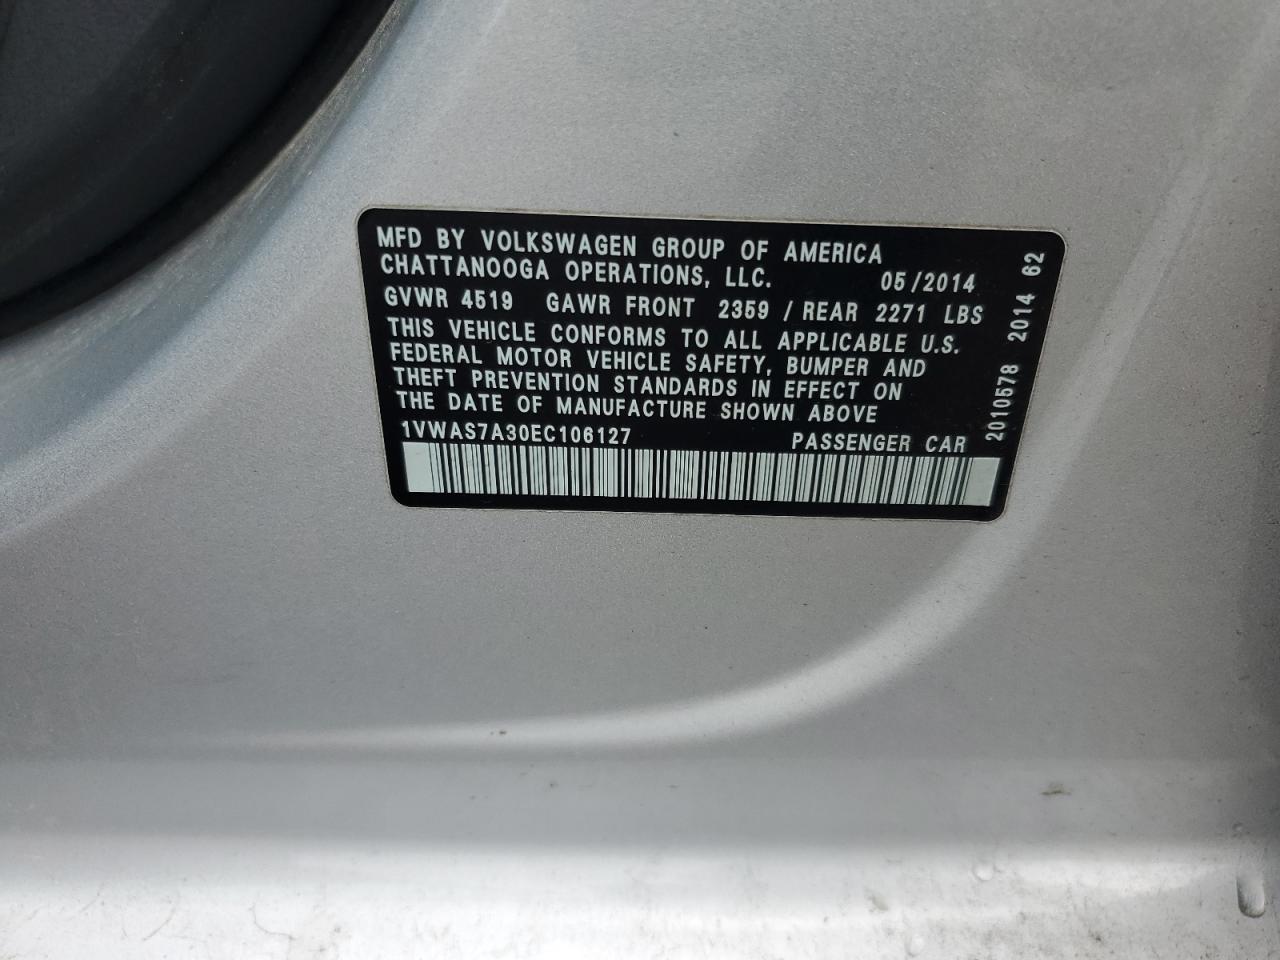 MFD BY VOLKSWAGEN GROUP OF AMERICA
CHATTANOOGA OPERATIONS, LLC. 05/2014
GVWR 4519 GAWR FRONT 2359 / REAR 2271 LBS
THIS VEHICLE CONFORMS TO ALL APPLICABLE U.S.
FEDERAL MOTOR VEHICLE SAFETY, BUMPER AND
THEFT PREVENTION STANDARDS IN EFFECT ON
THE DATE OF MANUFACTURE SHOWN ABOVE
1VWAS7A30EC106127 PASSENGER CAR
2010578 2014 62